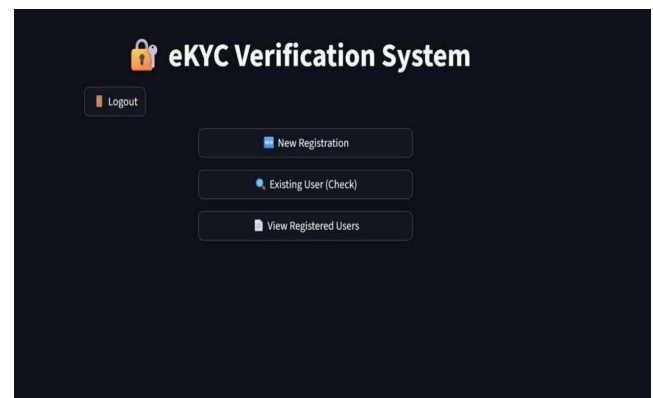 eKYC Verification System
Logout
New Registration
Existing User (Check)
View Registered Users